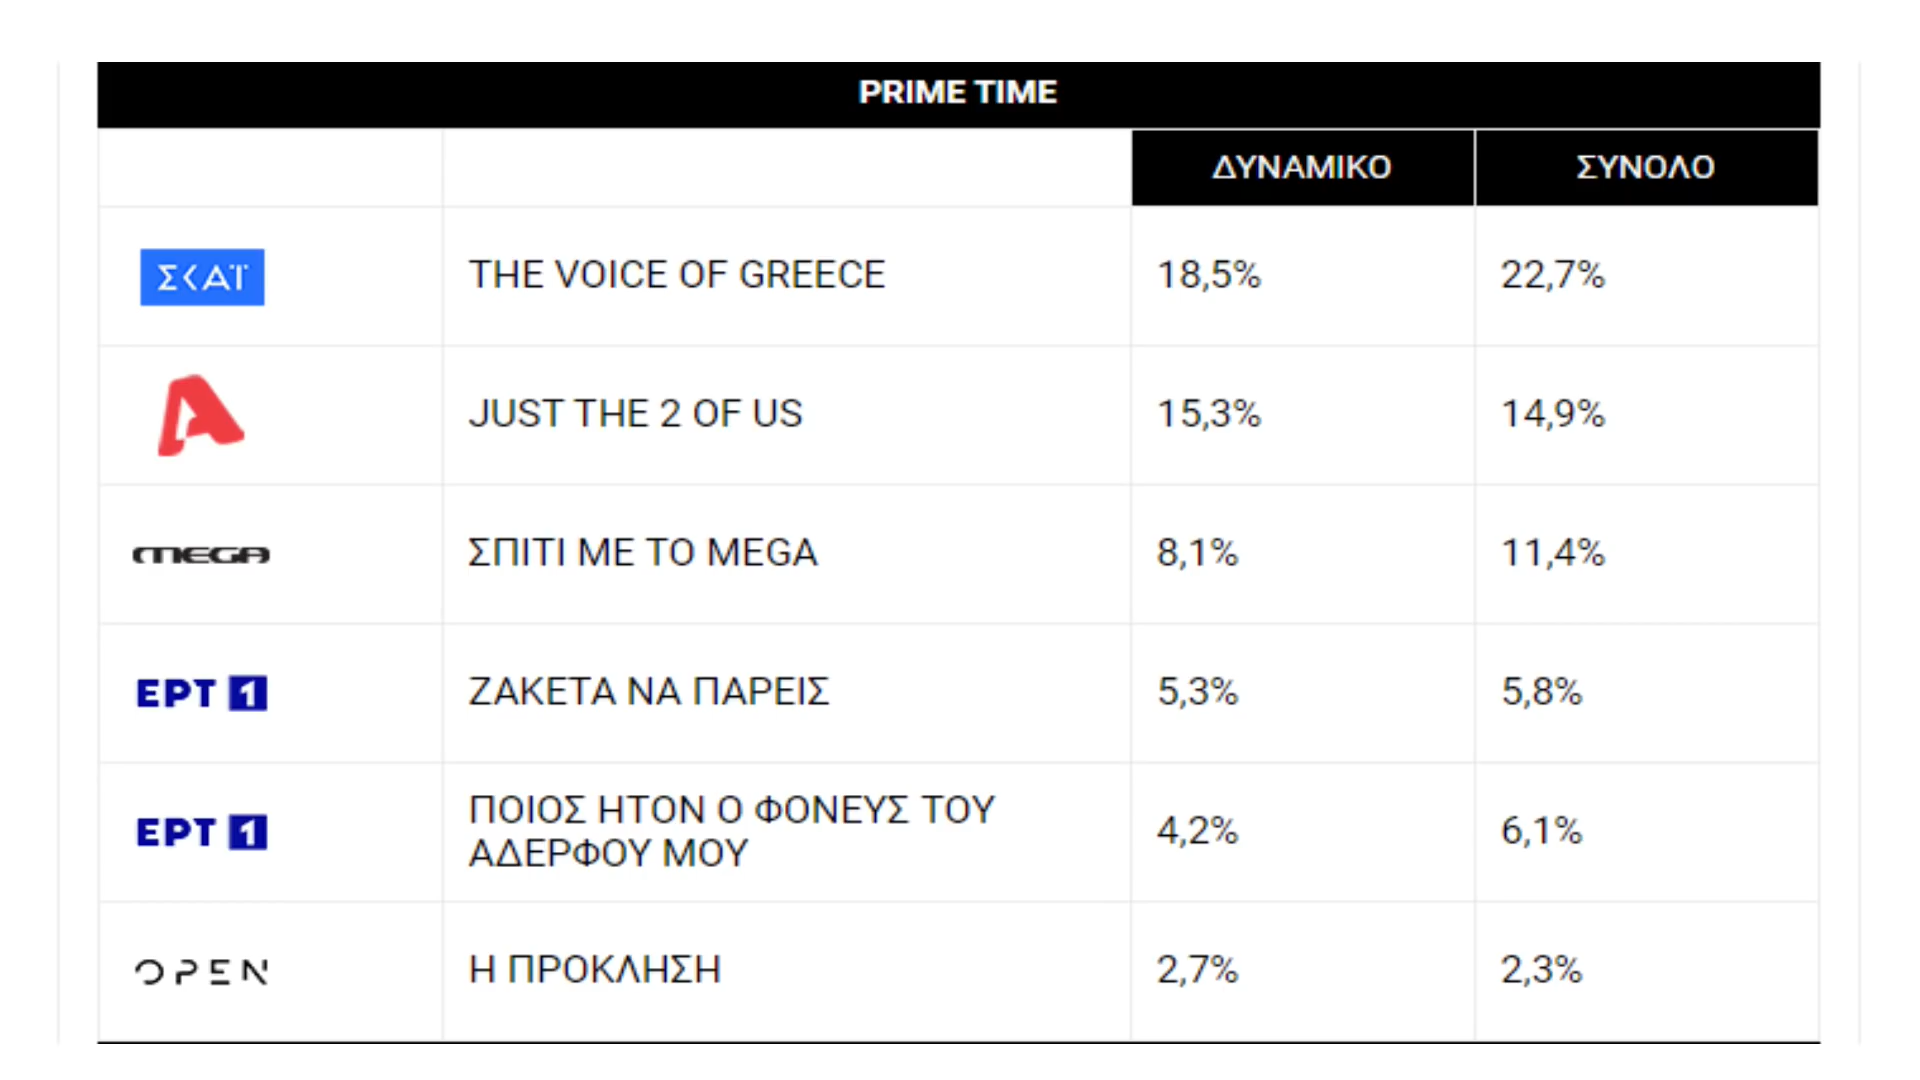 PRIME TIME
ΔΥΝΑΜΙΚΟ ΣΥΝΟΛΟ
ΣΚΑΪ THE VOICE OF GREECE 18,5% 22,7%
JUST THE 2 OF US 15,3% 14,9%
MEGA ΣΠΙΤΙ ΜΕ ΤΟ MEGA 8,1% 11,4%
ΕΡΤ 1 ΖΑΚΕΤΑ ΝΑ ΠΑΡΕΙΣ 5,3% 5,8%
ΕΡΤ 1 ΠΟΙΟΣ ΗΤΟΝ Ο ΦΟΝΕΥΣ ΤΟΥ
ΑΔΕΡΦΟΥ ΜΟΥ 4,2% 6,1%
OPEN Η ΠΡΟΚΛΗΣΗ 2,7% 2,3%